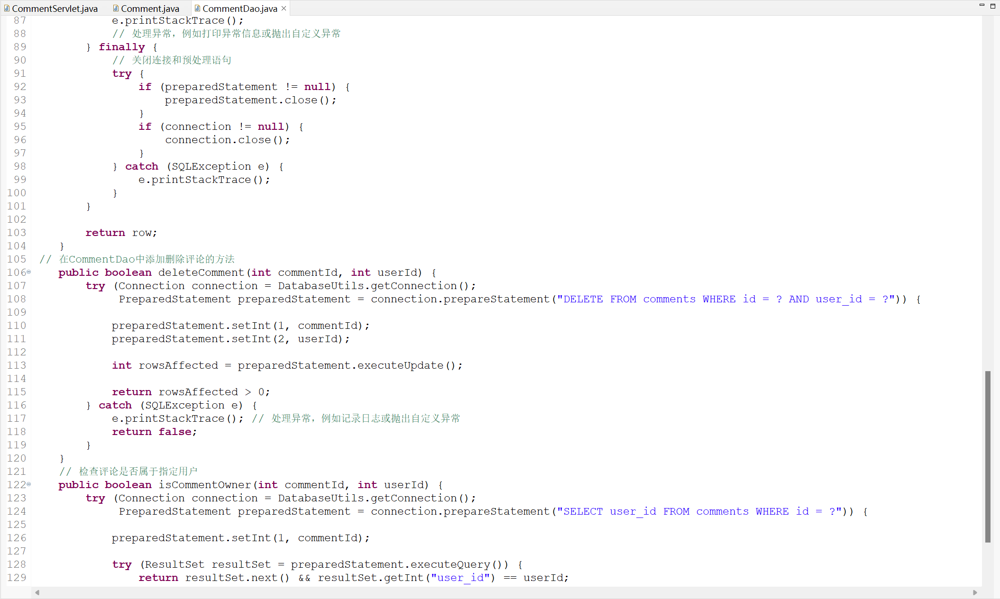 CommentServlet.java Comment.java CommentDao.java
87 e.printStackTrace();
88 // 处理异常，例如打印异常信息或抛出自定义异常
89 } finally {
90 // 关闭连接和预处理语句
91 try {
92 if (preparedStatement != null) {
93 preparedStatement.close();
94 }
95 if (connection != null) {
96 connection.close();
97 }
98 } catch (SQLException e) {
99 e.printStackTrace();
100 }
101 }
102
103 return row;
104 }
105 // 在CommentDao中添加删除评论的方法
106 public boolean deleteComment(int commentId, int userId) {
107 try (Connection connection = DatabaseUtils.getConnection();
108 PreparedStatement preparedStatement = connection.prepareStatement("DELETE FROM comments WHERE id = ? AND user_id = ?")) {
109
110 preparedStatement.setInt(1, commentId);
111 preparedStatement.setInt(2, userId);
112
113 int rowsAffected = preparedStatement.executeUpdate();
114
115 return rowsAffected > 0;
116 } catch (SQLException e) {
117 e.printStackTrace(); // 处理异常，例如记录日志或抛出自定义异常
118 return false;
119 }
120 }
121 // 检查评论是否属于指定用户
122 public boolean isCommentOwner(int commentId, int userId) {
123 try (Connection connection = DatabaseUtils.getConnection();
124 PreparedStatement preparedStatement = connection.prepareStatement("SELECT user_id FROM comments WHERE id = ?")) {
125
126 preparedStatement.setInt(1, commentId);
127
128 try (ResultSet resultSet = preparedStatement.executeQuery()) {
129 return resultSet.next() && resultSet.getInt("user_id") == userId;